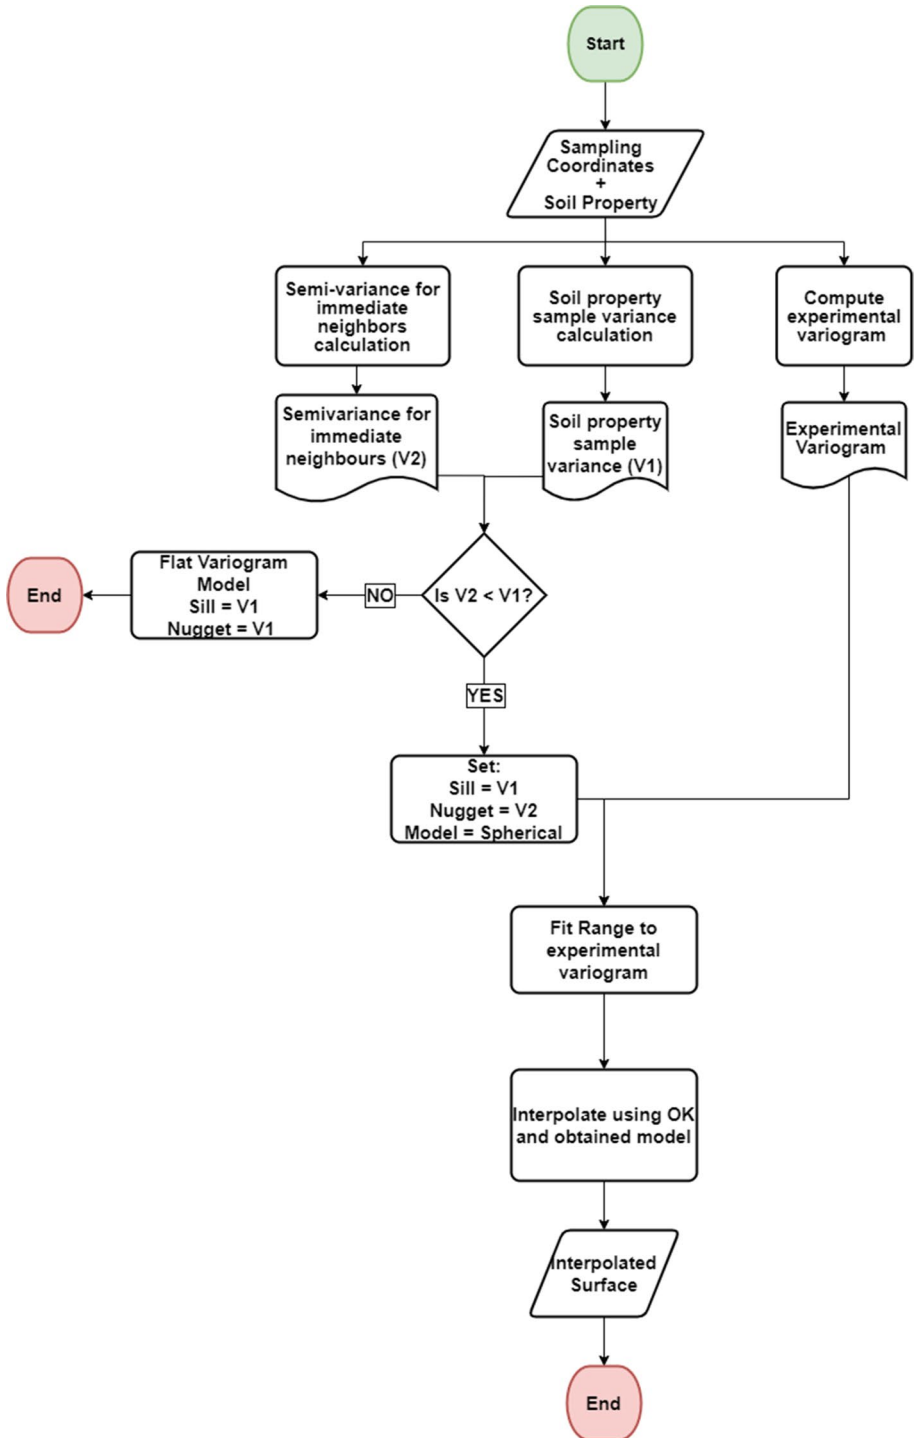 Start
Sampling
Coordinates
+
Soil Property
Semi-variance for
immediate
neighbors
calculation
Soil property
sample variance
calculation
Compute
experimental
variogram
Semivariance for
immediate
neighbours (V2)
Soil property
sample
variance (V1)
Experimental
Variogram
Is V2 < V1?
NO
Flat Variogram
Model
Sill = V1
Nugget = V1
End
YES
Set:
Sill = V1
Nugget = V2
Model = Spherical
Fit Range to
experimental
variogram
Interpolate using OK
and obtained model
Interpolated
Surface
End